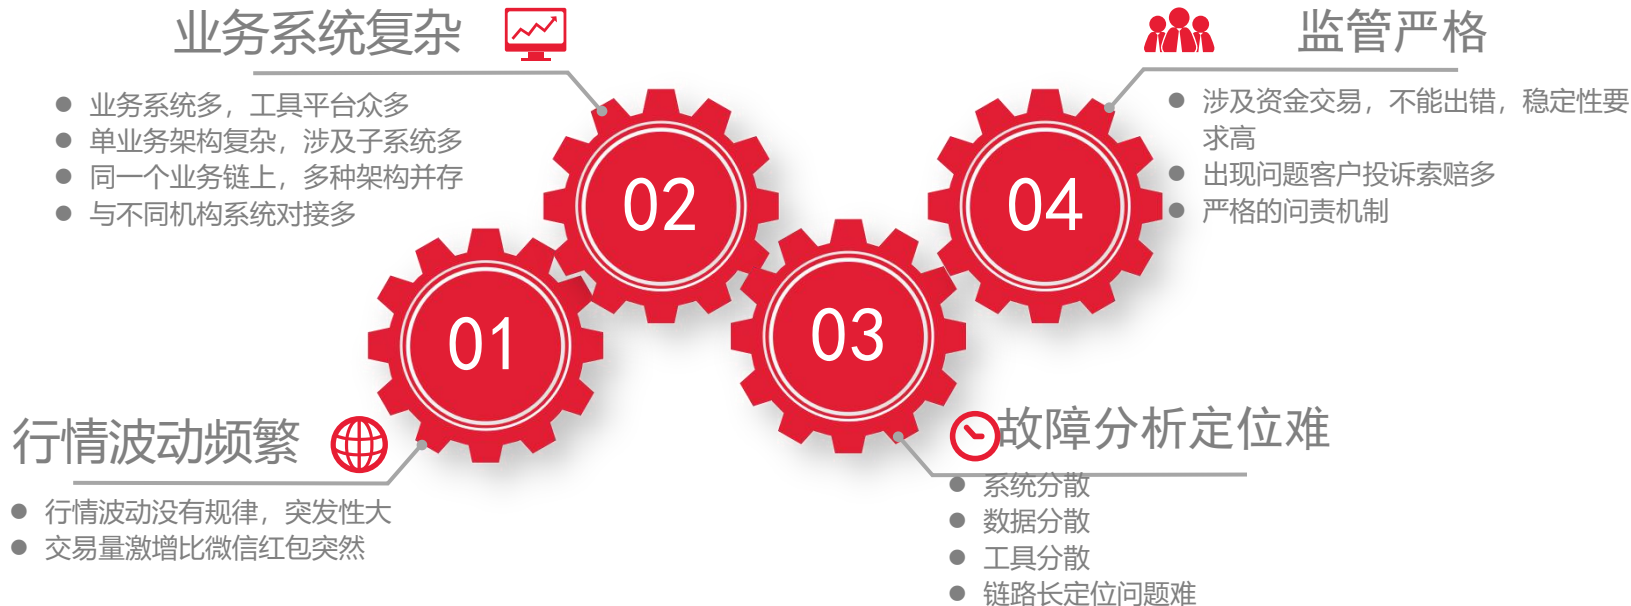 业务系统复杂
业务系统多，工具平台众多
单业务架构复杂，涉及子系统多
同一个业务链上，多种架构并存
与不同机构系统对接多
监管严格
涉及资金交易，不能出错，稳定性要
求高
出现问题客户投诉索赔多
严格的问责机制
02
04
01
03
行情波动频繁
行情波动没有规律，突发性大
交易量激增比微信红包突然
故障分析定位难
系统分散
数据分散
工具分散
链路长定位问题难